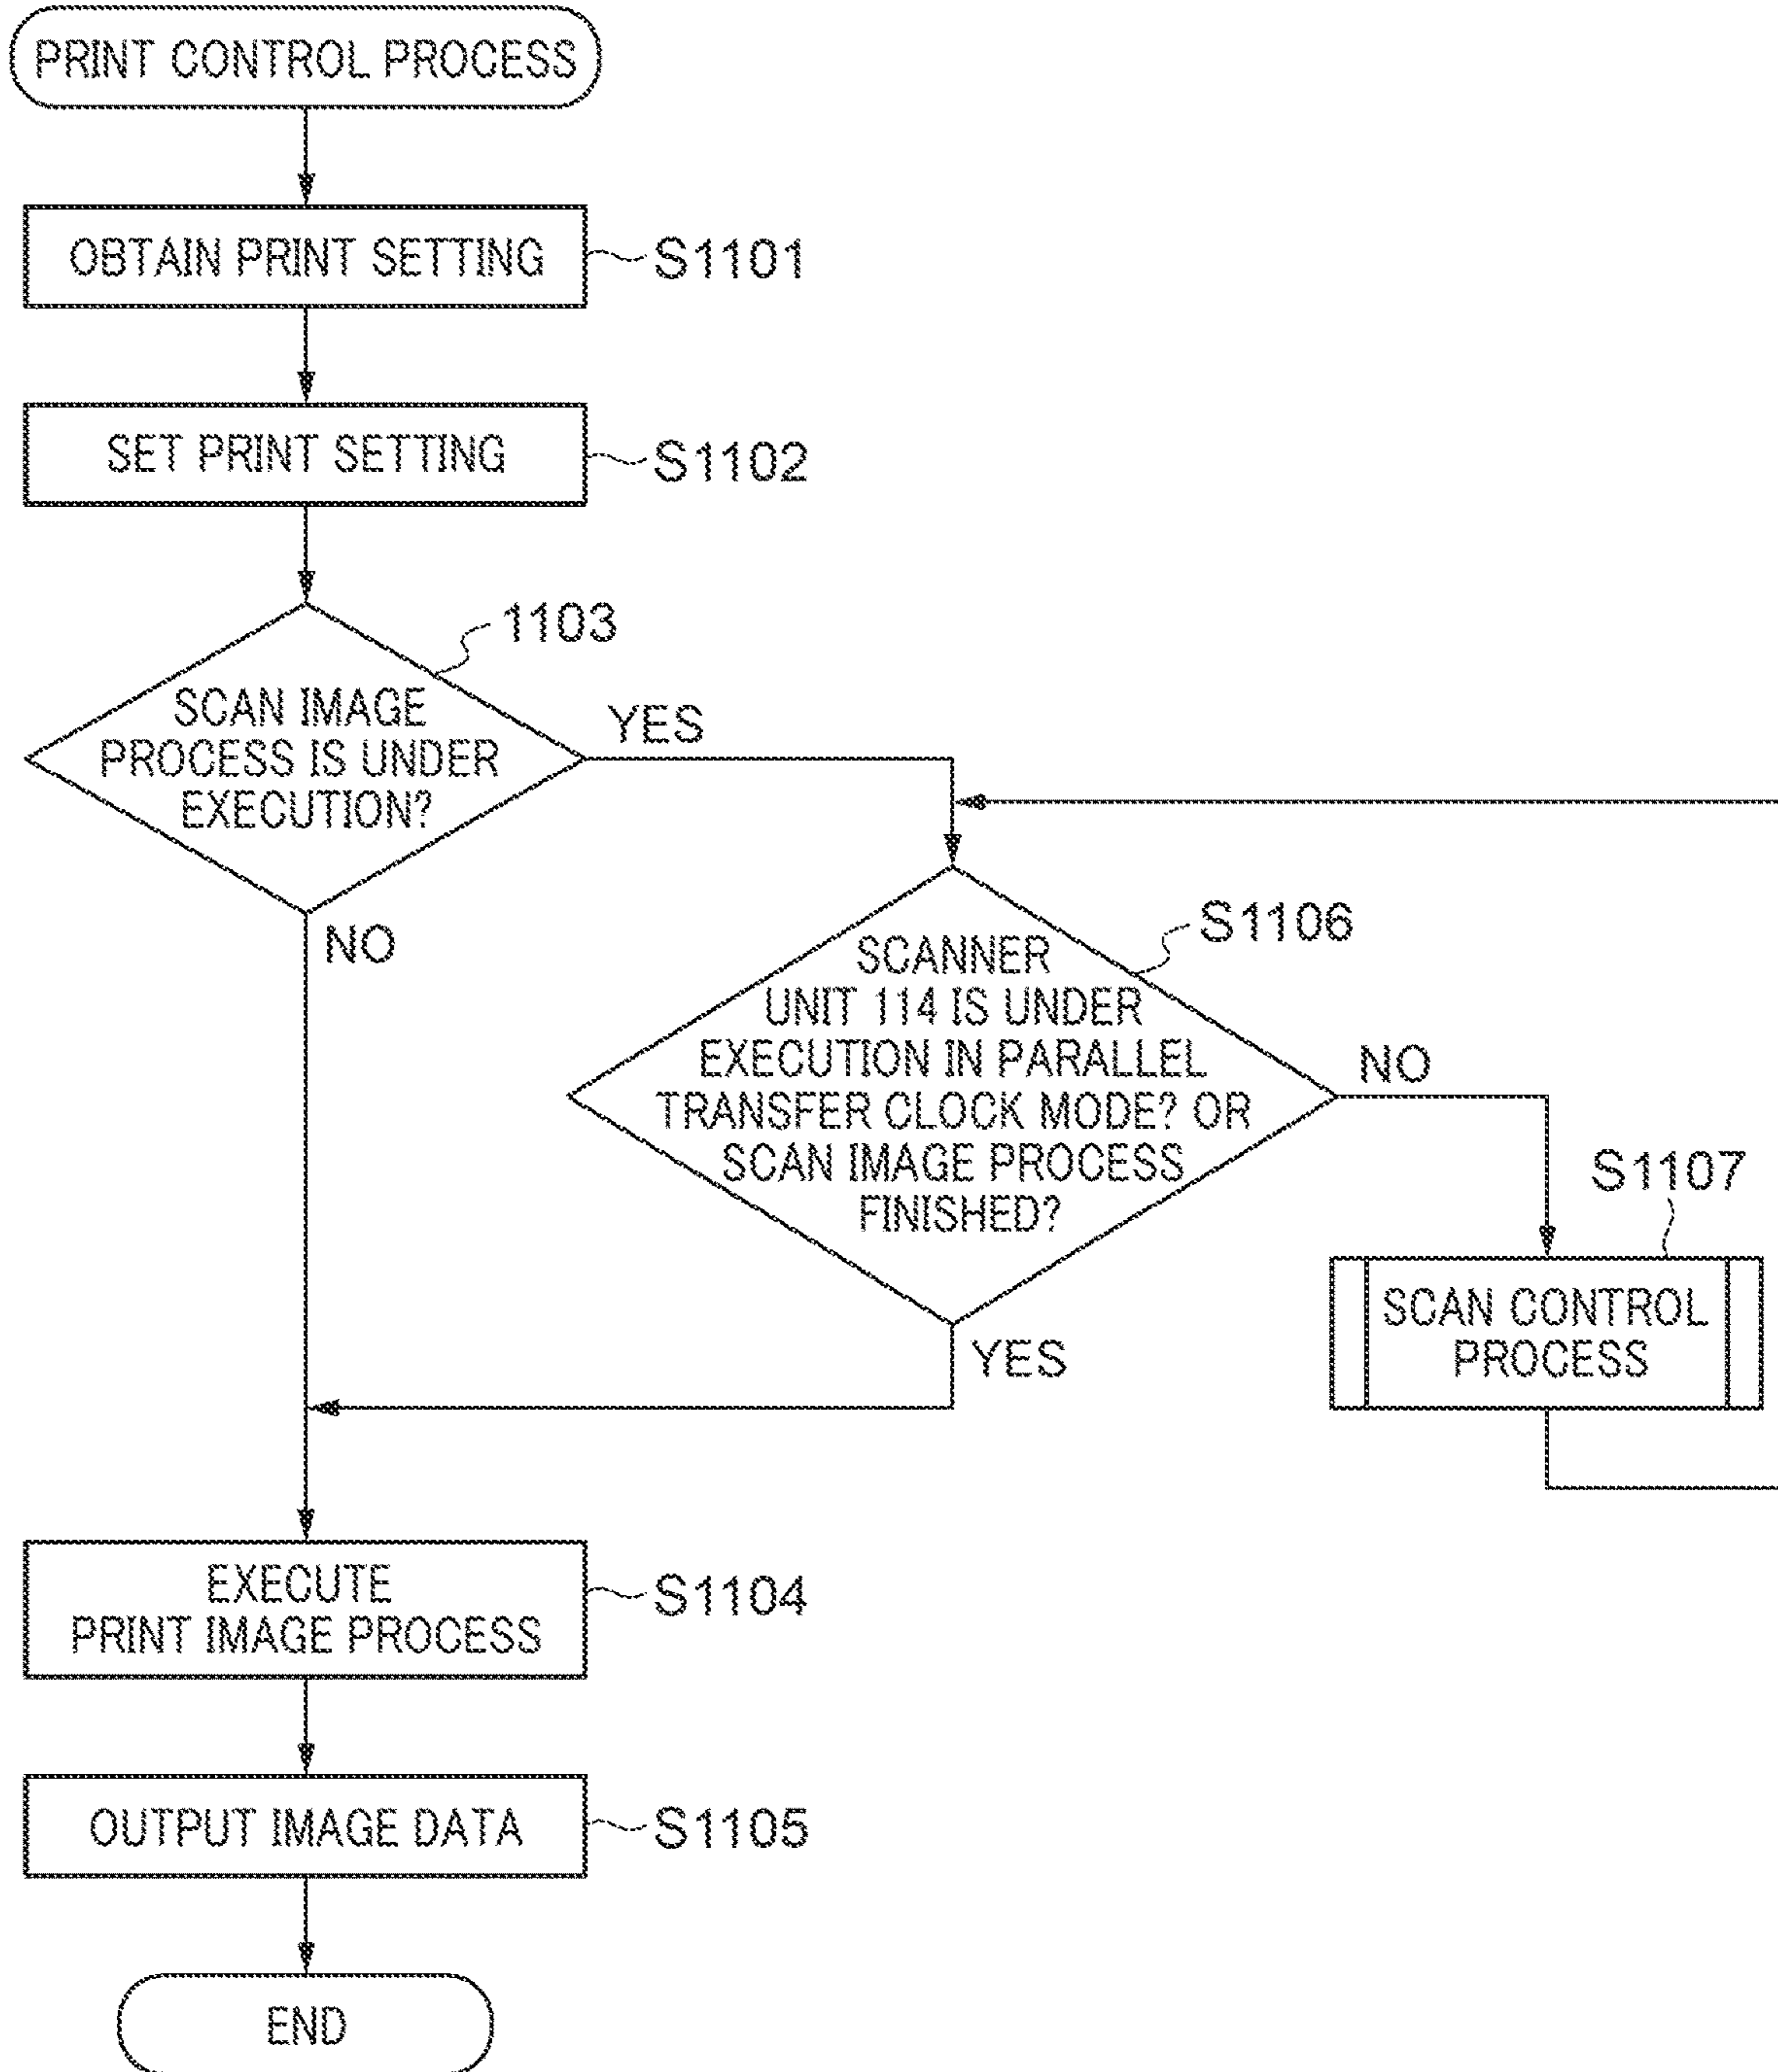 PRINT CONTROL PROCESS
OBTAIN PRINT SETTING
S1101
SET PRINT SETTING
S1102
1103
SCAN IMAGE
PROCESS IS UNDER
EXECUTION?
YES
NO
S1106
SCANNER
UNIT 114 IS UNDER
EXECUTION IN PARALLEL
TRANSFER CLOCK MODE? OR
SCAN IMAGE PROCESS
FINISHED?
NO
YES
S1107
SCAN CONTROL
PROCESS
EXECUTE
PRINT IMAGE PROCESS
S1104
OUTPUT IMAGE DATA
S1105
END